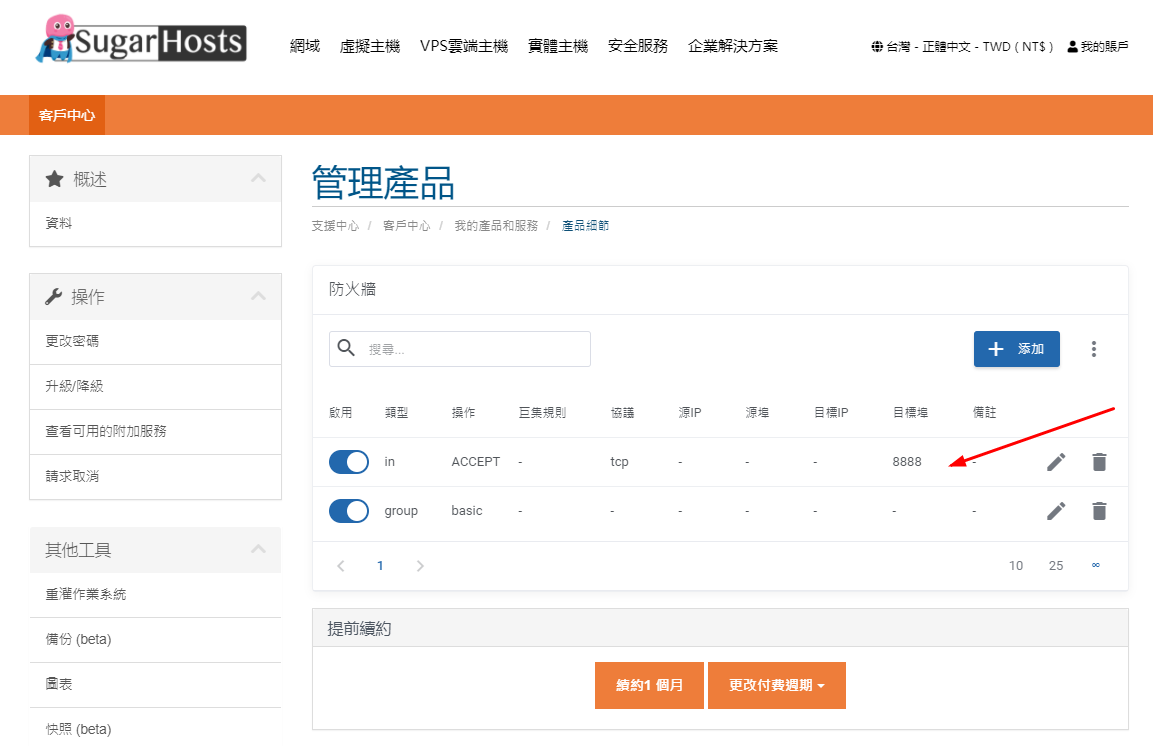 SugarHosts
網域 虛擬主機 VPS雲端主機 實體主機 安全服務 企業解決方案 台灣 - 正體中文 - TWD ( NT$ ) 我的賬戶
客戶中心
概述
資料
操作
更改密碼
升級/降級
查看可用的附加服務
請求取消
其他工具
重灌作業系統
備份 (beta)
圖表
快照 (beta)
管理產品
支援中心 / 客戶中心 / 我的產品和服務 / 產品細節
防火牆
搜尋... 添加
啟用 類型 操作 巨集規則 協議 源IP 源埠 目標IP 目標埠 備註
in ACCEPT - tcp - - - 8888 -
group basic - - - - - - -
1 10 25 ∞
提前續約
續約1 個月 更改付費週期